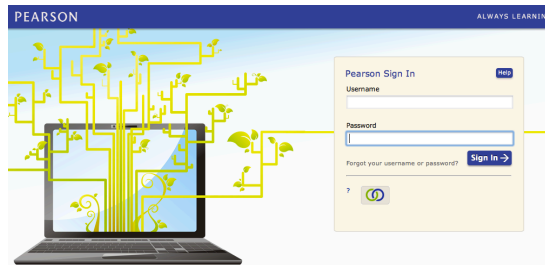 PEARSON
ALWAYS LEARNIN
Pearson Sign In
Help
Username
Password
Forgot your username or password?
Sign In →
?